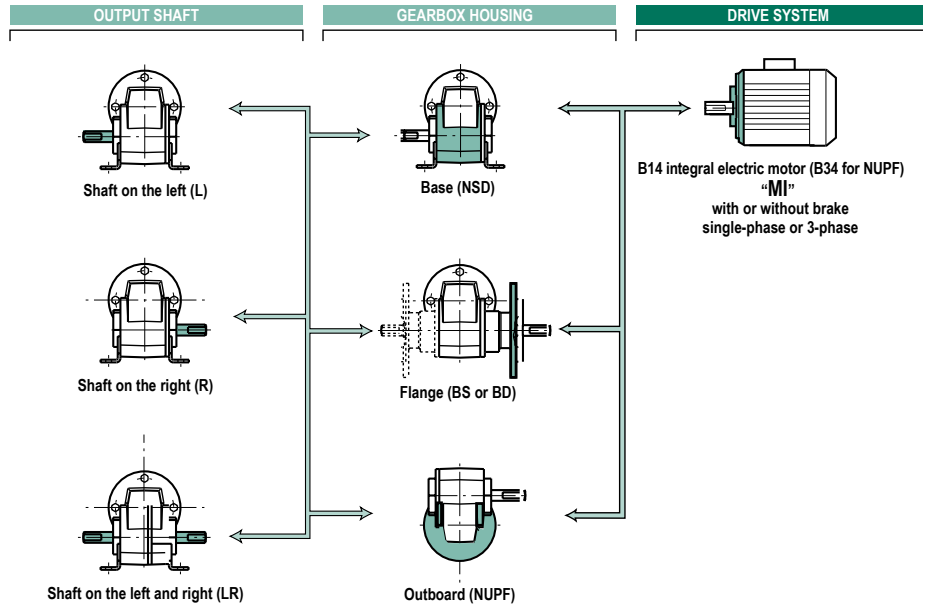 OUTPUT SHAFT
GEARBOX HOUSING
DRIVE SYSTEM
Shaft on the left (L)
Base (NSD)
B14 integral electric motor (B34 for NUPF)
“MI”
with or without brake
single-phase or 3-phase
Shaft on the right (R)
Flange (BS or BD)
Shaft on the left and right (LR)
Outboard (NUPF)